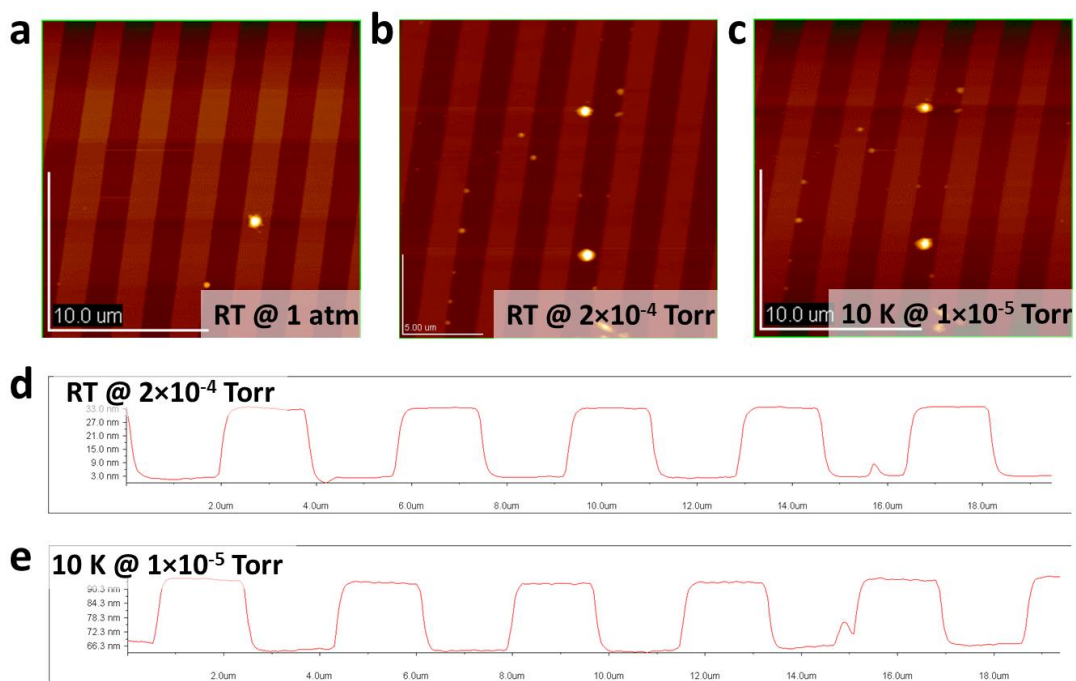 a
10.0 um
RT @ 1 atm
b
5.00 um
RT @ 2×10⁻⁴ Torr
c
10.0 um
10 K @ 1×10⁻⁵ Torr
d
RT @ 2×10⁻⁴ Torr
33.0 nm
27.0 nm
21.0 nm
15.0 nm
9.0 nm
3.0 nm
2.0um 4.0um 6.0um 8.0um 10.0um 12.0um 14.0um 16.0um 18.0um
e
10 K @ 1×10⁻⁵ Torr
90.3 nm
84.3 nm
78.3 nm
72.3 nm
66.3 nm
2.0um 4.0um 6.0um 8.0um 10.0um 12.0um 14.0um 16.0um 18.0um